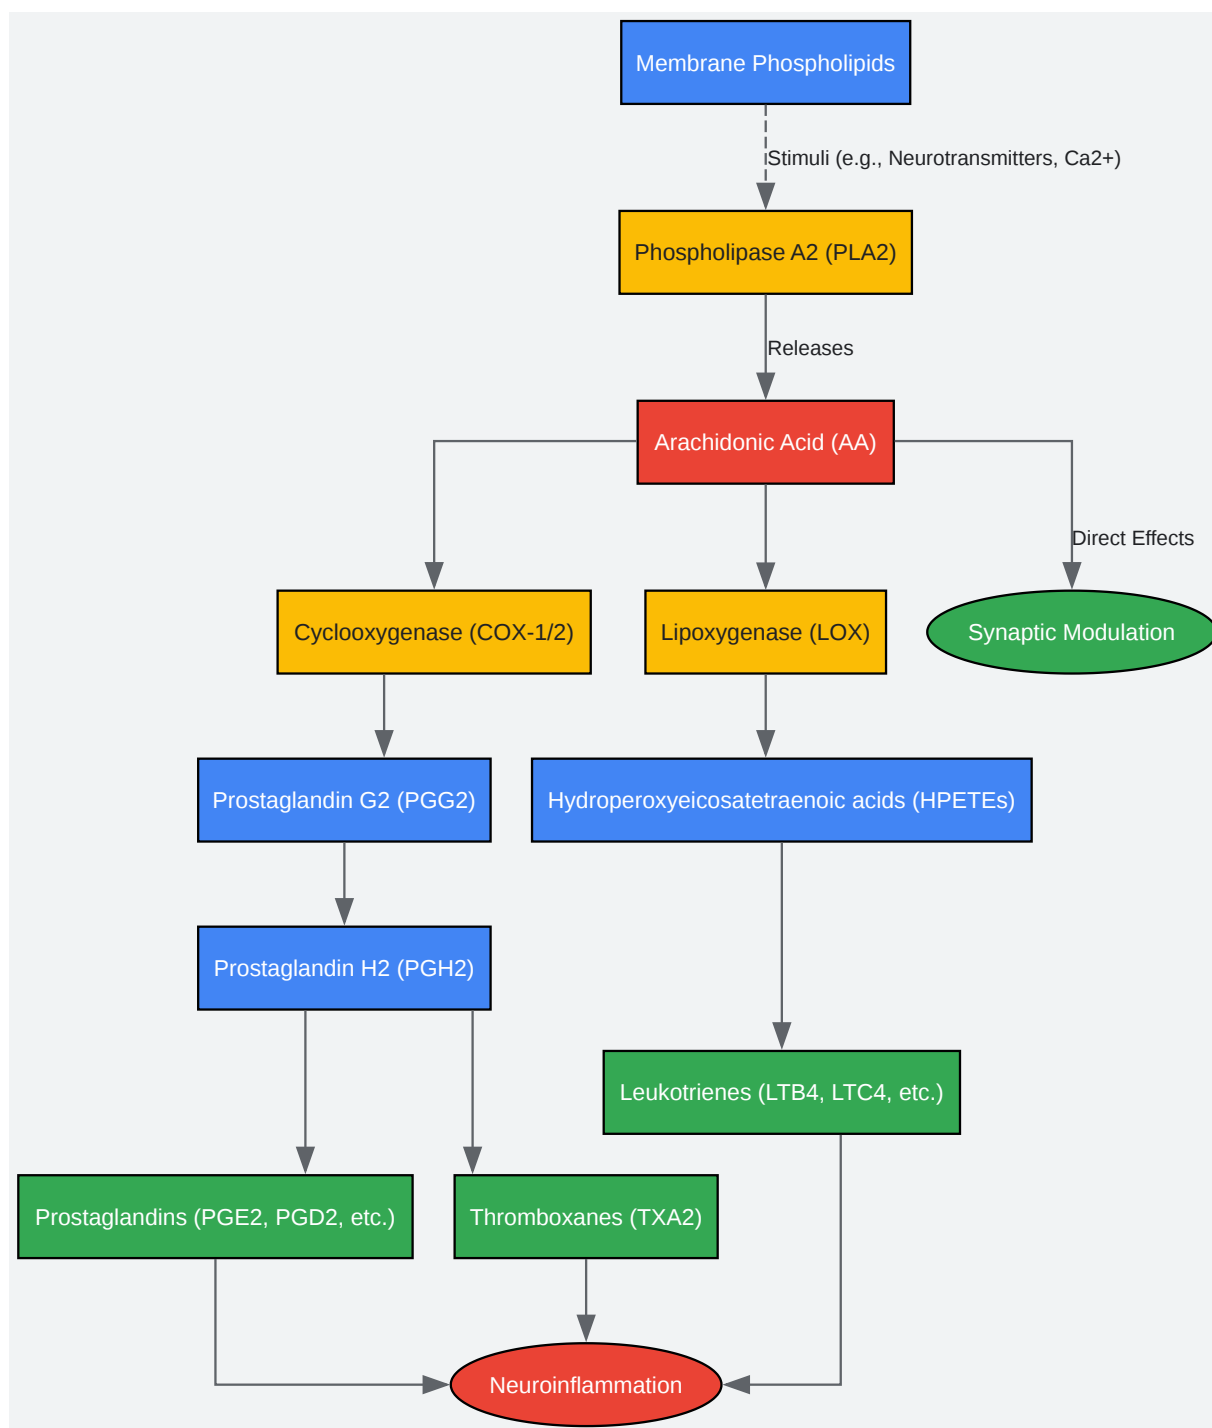 Membrane Phospholipids
Stimuli (e.g., Neurotransmitters, Ca2+)
Phospholipase A2 (PLA2)
Releases
Arachidonic Acid (AA)
Direct Effects
Cyclooxygenase (COX-1/2)
Lipoxygenase (LOX)
Synaptic Modulation
Prostaglandin G2 (PGG2)
Hydroperoxyeicosatetraenoic acids (HPETEs)
Prostaglandin H2 (PGH2)
Leukotrienes (LTB4, LTC4, etc.)
Prostaglandins (PGE2, PGD2, etc.)
Thromboxanes (TXA2)
Neuroinflammation